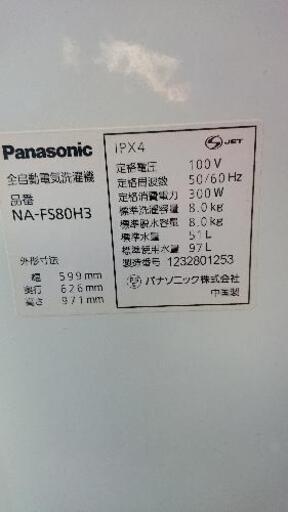 Panasonic
全自動電気洗濯機
品番
NA-FS80H3
外形寸法
幅 599mm
奥行 626mm
高さ 971mm
IPX4
S JET
定格電圧 100V
定格周波数 50/60Hz
定格消費電力 300W
標準洗濯容量 8.0kg
標準脱水容量 8.0kg
標準水量 51L
標準使用水量 97L
製造番号 1232801253
パナソニック株式会社
中国製